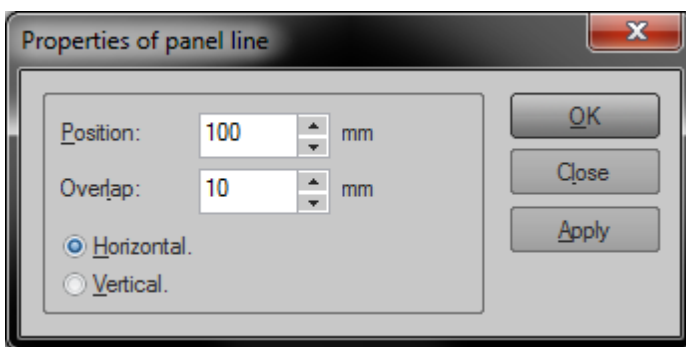 Properties of panel line
Position: 100 mm
Overlap: 10 mm
Horizontal.
Vertical.
OK
Close
Apply